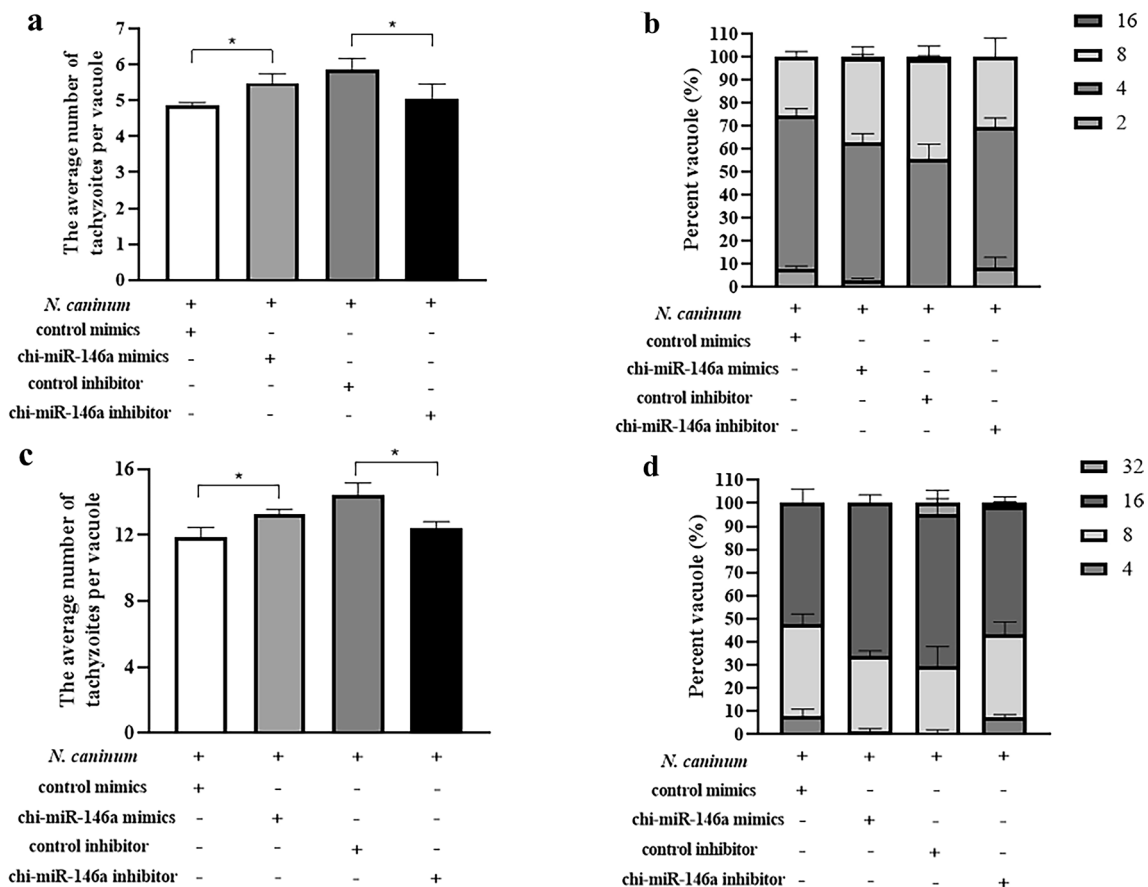 a
The average number of
tachyzoites per vacuole
7
6
5
4
3
2
1
0
*
*
N. caninum + + + +
control mimics + - - -
chi-miR-146a mimics - + - -
control inhibitor - - + -
chi-miR-146a inhibitor - - - +
b
Percent vacuole (%)
110
100
90
80
70
60
50
40
30
20
10
0
16
8
4
2
N. caninum + + + +
control mimics + - - -
chi-miR-146a mimics - + - -
control inhibitor - - + -
chi-miR-146a inhibitor - - - +
c
The average number of
tachyzoites per vacuole
16
12
8
4
0
*
*
N. caninum + + + +
control mimics + - - -
chi-miR-146a mimics - + - -
control inhibitor - - + -
chi-miR-146a inhibitor - - - +
d
Percent vacuole (%)
110
100
90
80
70
60
50
40
30
20
10
0
32
16
8
4
N. caninum + + + +
control mimics + - - -
chi-miR-146a mimics - + - -
control inhibitor - - + -
chi-miR-146a inhibitor - - - +